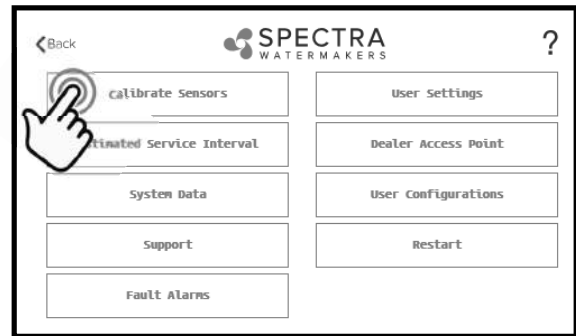 Back
SPECTRA
WATERMAKERS
?
Calibrate Sensors
User Settings
timated Service Interval
Dealer Access Point
System Data
User Configurations
Support
Restart
Fault Alarms